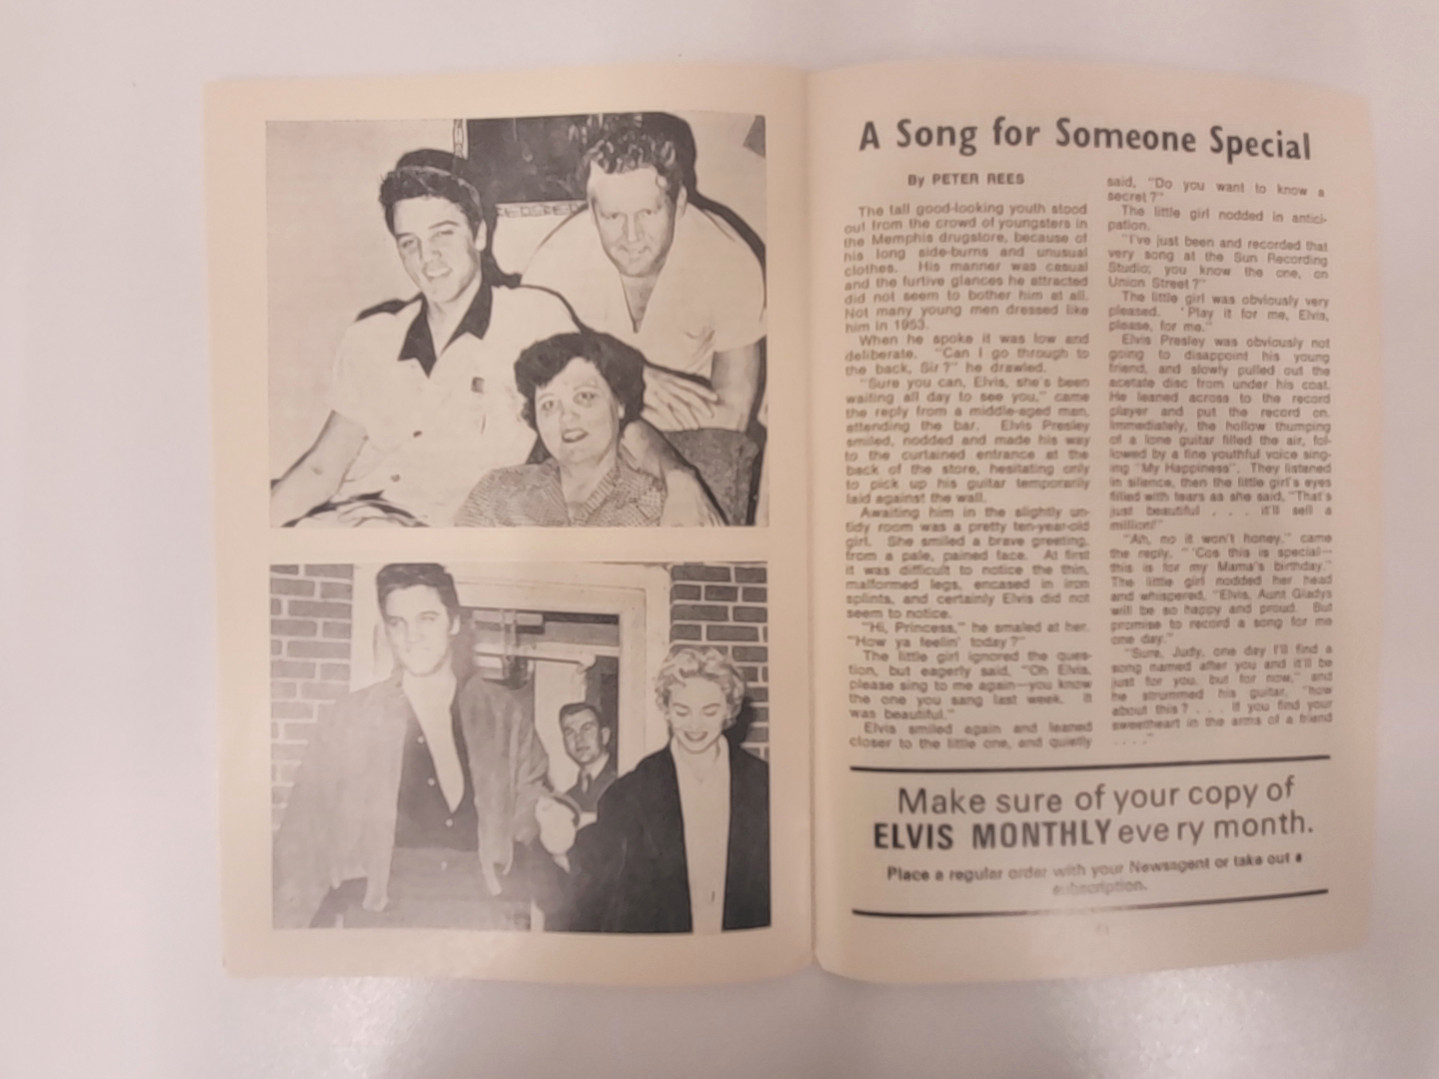 A Song for Someone Special
By PETER REES
The tall good-looking youth stood
out from the crowd of youngsters in
the Memphis drugstore, because of
his long side-burns and unusual
clothes. His manner was casual
and the furtive glances he attracted
did not seem to bother him at all.
Not many young men dressed like
him in 1953.
When he spoke it was low and
deliberate. "Can I go through to
the back, Sir?" he drawled.
"Sure you can, Elvis, she's been
waiting all day to see you," came
the reply from a middle-aged man,
attending the bar. Elvis Presley
smiled, nodded and made his way
to the curtained entrance at the
back of the store, hesitating only
to pick up his guitar temporarily
laid against the wall.
Awaiting him in the slightly un-
tidy room was a pretty ten-year-old
girl. She smiled a brave greeting,
from a pale, pained face. At first
it was difficult to notice the thin,
malformed legs, encased in iron
splints, and certainly Elvis did not
seem to notice.
"Hi, Princess," he smiled at her.
"How ya feelin' today?"
The little girl ignored the ques-
tion, but eagerly said, "Oh Elvis,
please sing to me again—you know
the one you sang last week. It
was beautiful."
Elvis smiled again and leaned
closer to the little one, and quietly
said, "Do you want to know a
secret?"
The little girl nodded in antici-
pation.
"I've just been and recorded that
very song at the Sun Recording
Studio; you know the one, on
Union Street?"
The little girl was obviously very
pleased. 'Play it for me, Elvis,
please, for me."
Elvis Presley was obviously not
going to disappoint his young
friend, and slowly pulled out the
acetate disc from under his coat.
He leaned across to the record
player and put the record on.
Immediately, the hollow thumping
of a lone guitar filled the air, fol-
lowed by a fine youthful voice sing-
ing "My Happiness". They listened
in silence, then the little girl's eyes
filled with tears as she said, "That's
just beautiful . . . it'll sell a
million!"
"Ah, no it won't honey," came
the reply. "'Cos this is special—
this is for my Mama's birthday."
The little girl nodded her head
and whispered, "Elvis, Aunt Gladys
will be so happy and proud. But
promise to record a song for me
one day."
"Sure, Judy, one day I'll find a
song named after you and it'll be
just for you, but for now," and
he strummed his guitar, "how
about this? . . . If you find your
sweetheart in the arms of a friend
. . . ."
Make sure of your copy of
ELVIS MONTHLY every month.
Place a regular order with your Newsagent or take out a
subscription.